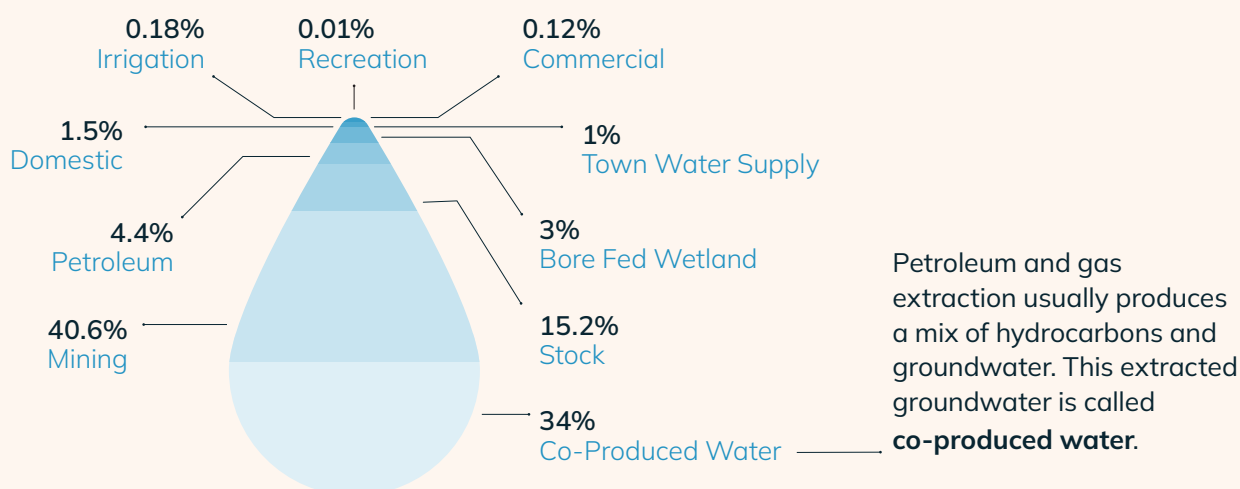 0.18%
Irrigation
0.01%
Recreation
0.12%
Commercial
1.5%
Domestic
1%
Town Water Supply
4.4%
Petroleum
3%
Bore Fed Wetland
40.6%
Mining
15.2%
Stock
34%
Co-Produced Water
Petroleum and gas
extraction usually produces
a mix of hydrocarbons and
groundwater. This extracted
groundwater is called
co-produced water.